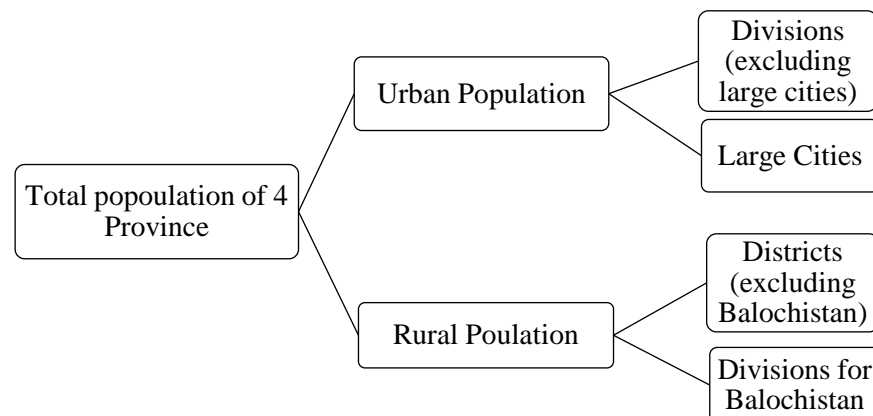 Total popoulation of 4
Province
Urban Population
Divisions
(excluding
large cities)
Large Cities
Rural Poulation
Districts
(excluding
Balochistan)
Divisions for
Balochistan